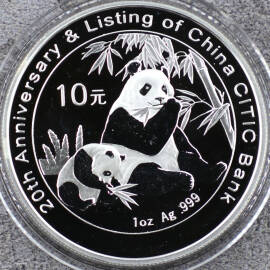 20th Anniversary & Listing of China CITIC Bank
10元
1oz Ag .999